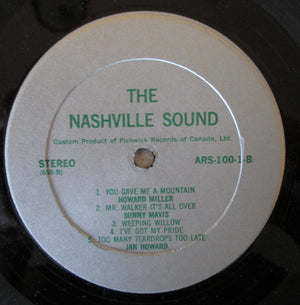 THE
NASHVILLE SOUND
Custom Product of Pickwick Records of Canada, Ltd.
STEREO ARS-100-1-B
(650-B)
1. YOU GAVE ME A MOUNTAIN
HOWARD MILLER
2. MR. WALKER IT'S ALL OVER
SUNNY MAVIS
3. WEEPING WILLOW
4. I'VE GOT MY PRIDE
5. TOO MANY TEARDROPS TOO LATE
JAN HOWARD